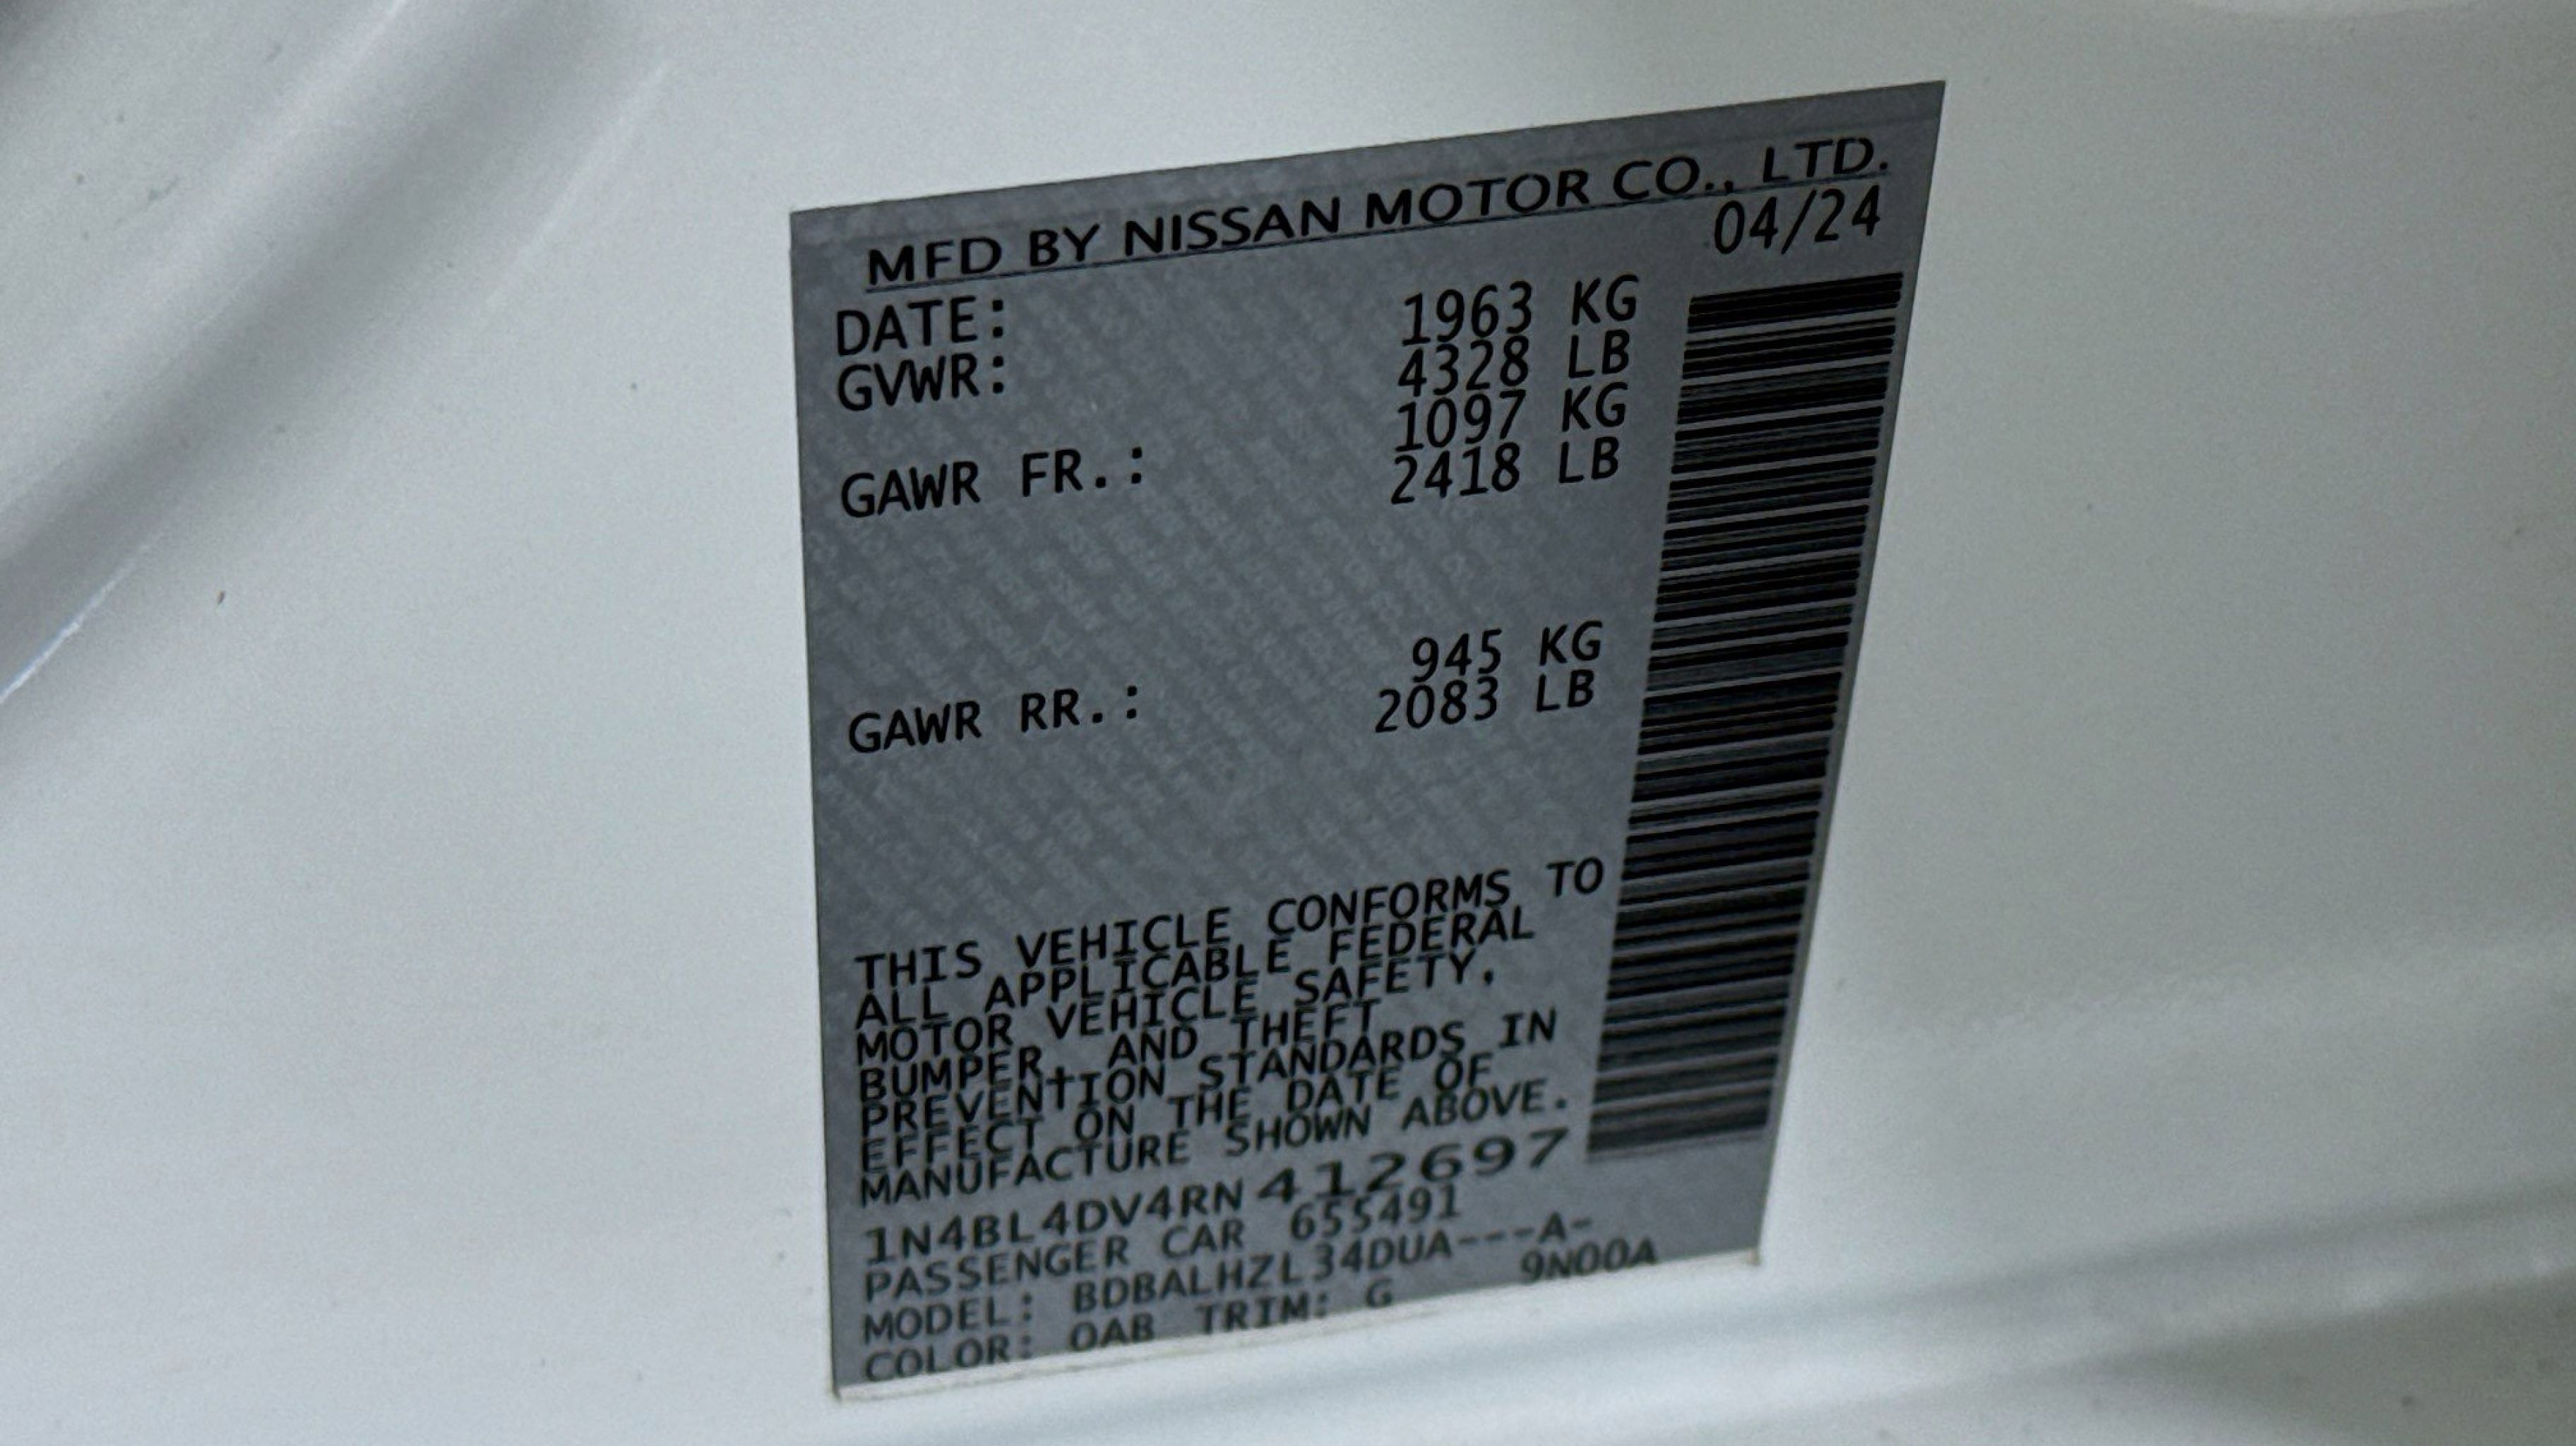 MFD BY NISSAN MOTOR CO., LTD.
DATE: 04/24
GVWR: 1963 KG
4328 LB
GAWR FR.: 1097 KG
2418 LB
GAWR RR.: 945 KG
2083 LB
THIS VEHICLE CONFORMS TO
ALL APPLICABLE FEDERAL
MOTOR VEHICLE SAFETY,
BUMPER, AND THEFT
PREVENTION STANDARDS IN
EFFECT ON THE DATE OF
MANUFACTURE SHOWN ABOVE.
1N4BL4DV4RN412697
PASSENGER CAR 655491
MODEL: BDBALHZL34DUA---A-
COLOR: QAB TRIM: G 9N00A